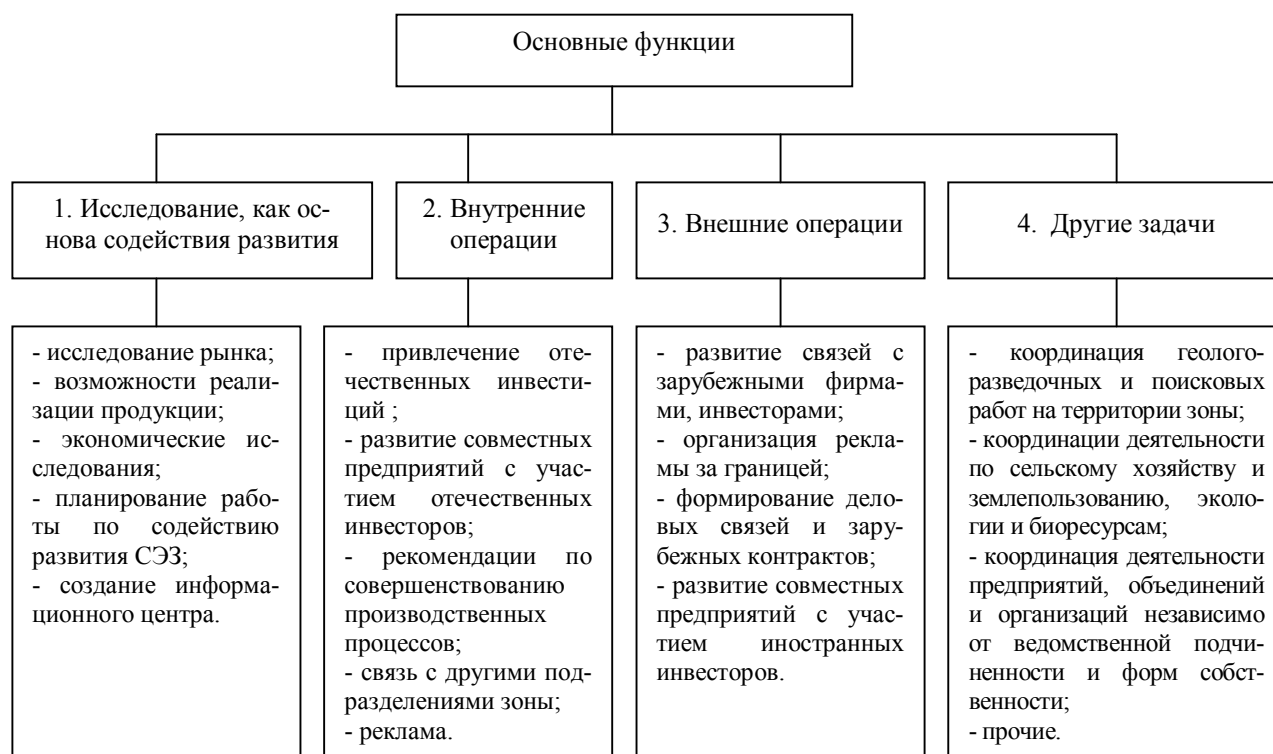 Основные функции
1. Исследование, как ос-
нова содействия развития
2. Внутренние
операции
3. Внешние операции
4. Другие задачи
- исследование рынка;
- возможности реали-
зации продукции;
- экономические ис-
следования;
- планирование рабо-
ты по содействию
развития СЭЗ;
- создание информа-
ционного центра.
- привлечение оте-
чественных инвести-
ций ;
- развитие совместных
предприятий с учас-
тием отечественных
инвесторов;
- рекомендации по
совершенствованию
производственных
процессов;
- связь с другими под-
разделениями зоны;
- реклама.
- развитие связей с
зарубежными фирма-
ми, инвесторами;
- организация рекла-
мы за границей;
- формирование дело-
вых связей и зару-
бежных контрактов;
- развитие совместных
предприятий с учас-
тием иностранных
инвесторов.
- координация геолого-
разведочных и поисковых
работ на территории зоны;
- координации деятельности
по сельскому хозяйству и
землепользованию, эколо-
гии и биоресурсам;
- координация деятельности
предприятий, объединений
и организаций независимо
от ведомственной подчи-
ненности и форм собст-
венности;
- прочие.